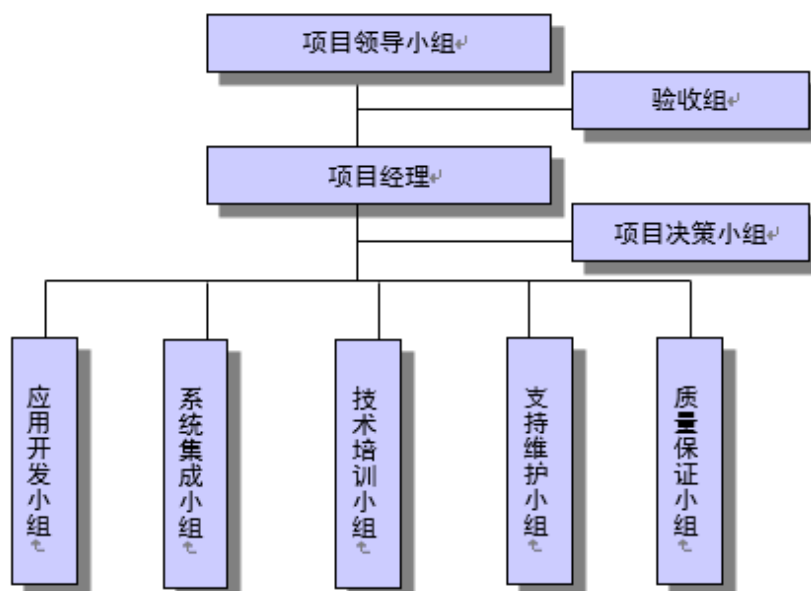 项目领导小组
验收组
项目经理
项目决策小组
应用开发小组
系统集成小组
技术培训小组
支持维护小组
质量保证小组